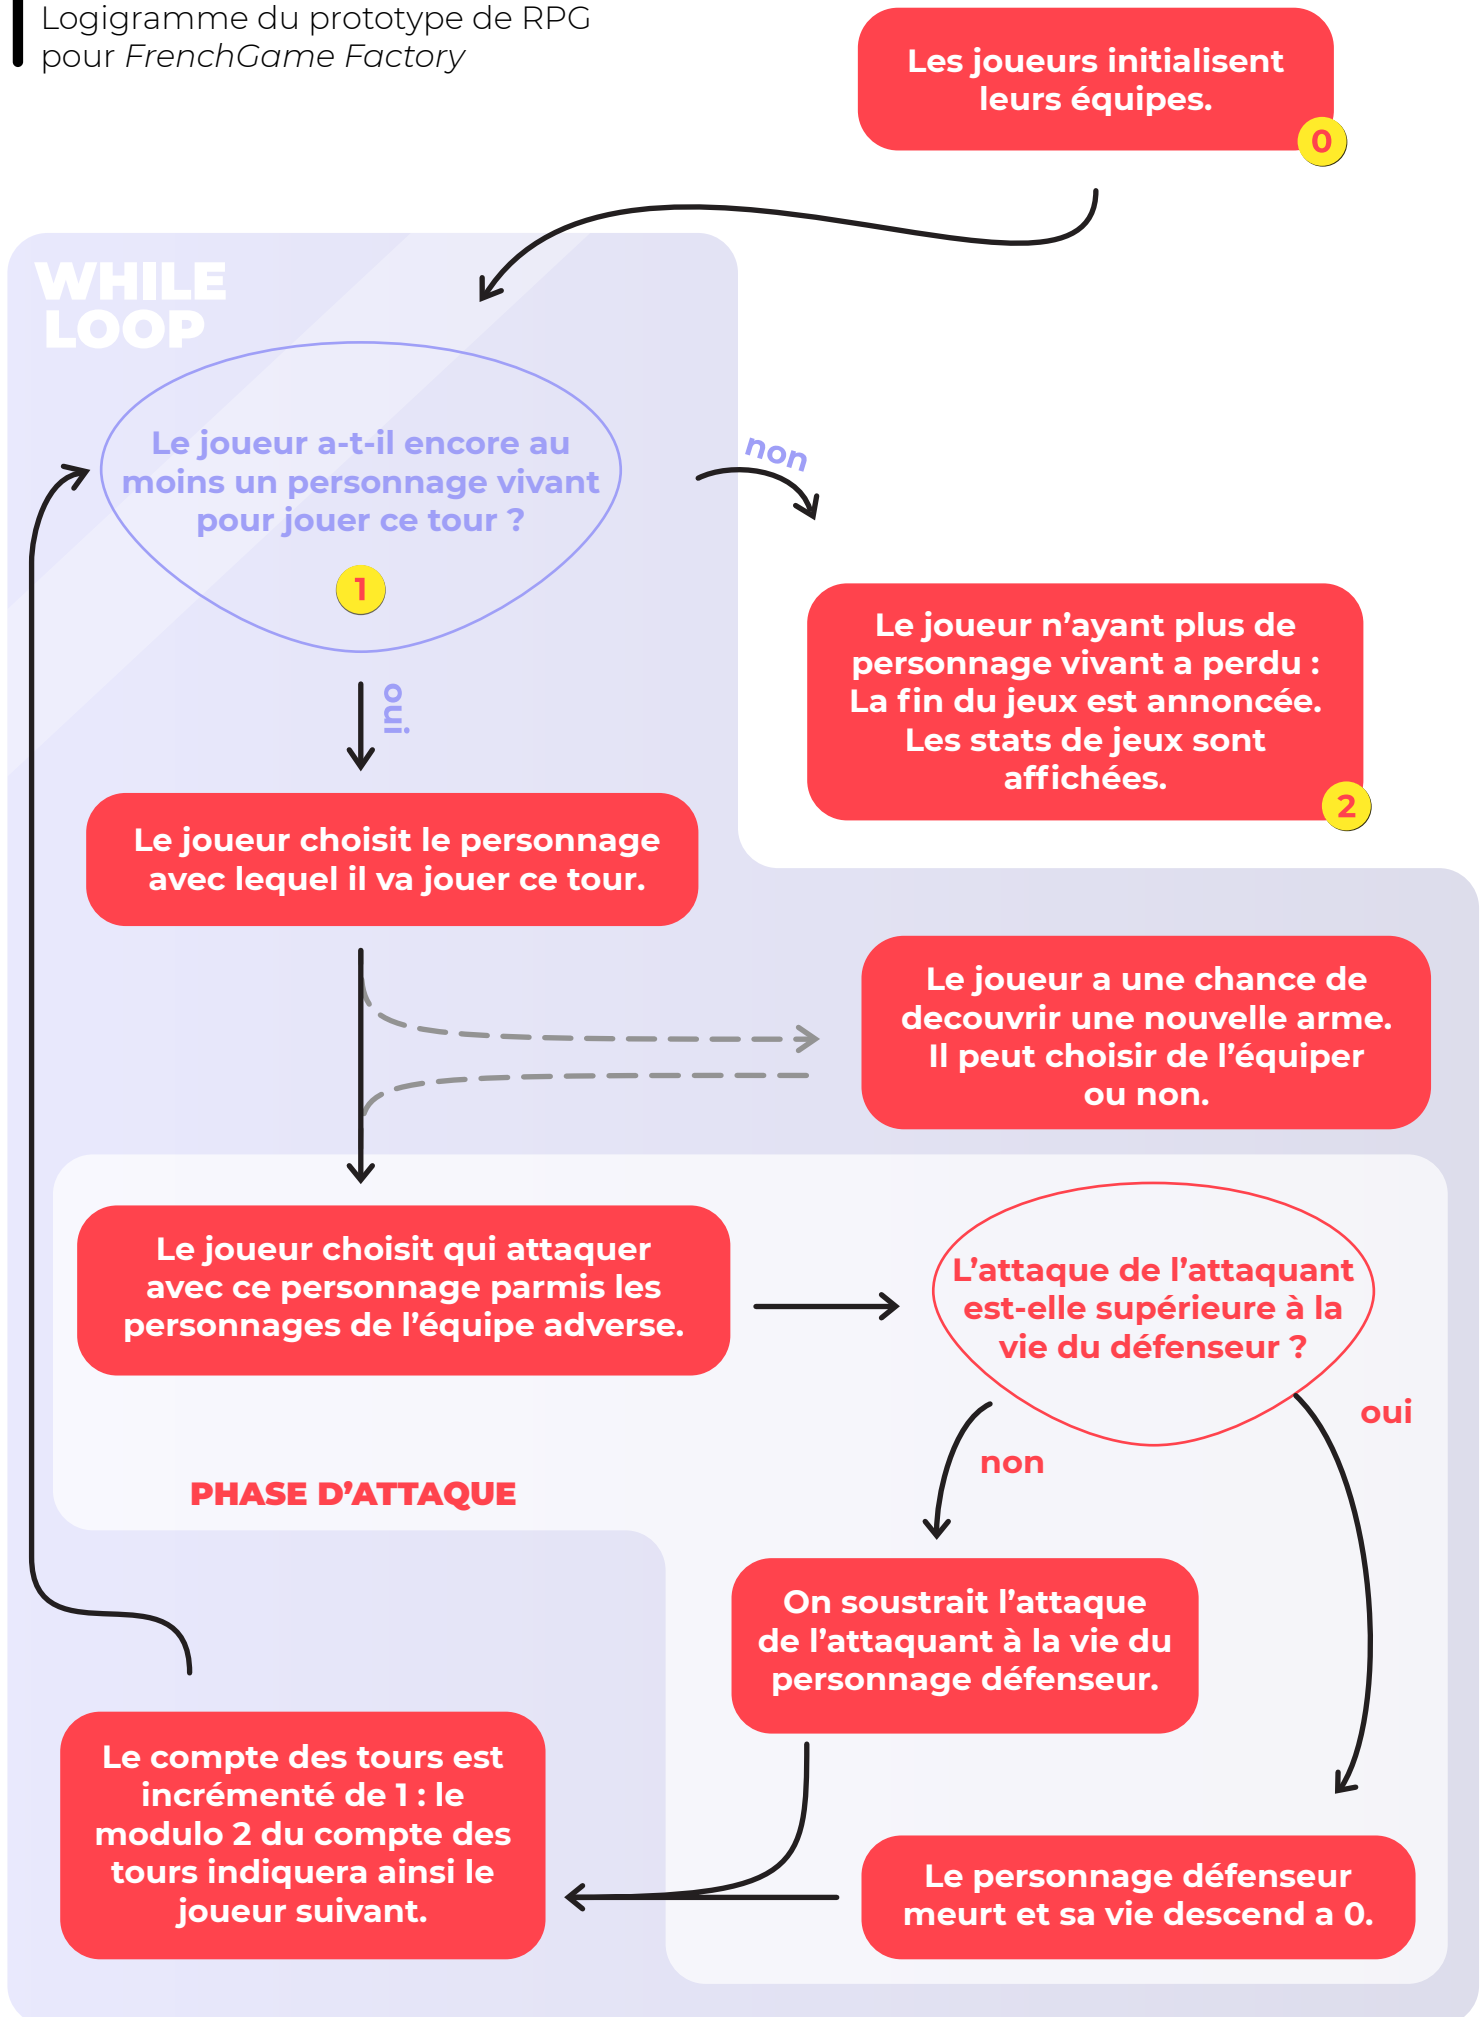 Logigramme du prototype de RPG
pour FrenchGame Factory
Les joueurs initialisent
leurs équipes.
0
WHILE
LOOP
Le joueur a-t-il encore au
moins un personnage vivant
pour jouer ce tour ?
1
non
oui
Le joueur n’ayant plus de
personnage vivant a perdu :
La fin du jeux est annoncée.
Les stats de jeux sont
affichées.
2
Le joueur choisit le personnage
avec lequel il va jouer ce tour.
Le joueur a une chance de
decouvrir une nouvelle arme.
Il peut choisir de l’équiper
ou non.
Le joueur choisit qui attaquer
avec ce personnage parmis les
personnages de l’équipe adverse.
L’attaque de l’attaquant
est-elle supérieure à la
vie du défenseur ?
oui
non
PHASE D’ATTAQUE
On soustrait l’attaque
de l’attaquant à la vie du
personnage défenseur.
Le compte des tours est
incrémenté de 1 : le
modulo 2 du compte des
tours indiquera ainsi le
joueur suivant.
Le personnage défenseur
meurt et sa vie descend a 0.